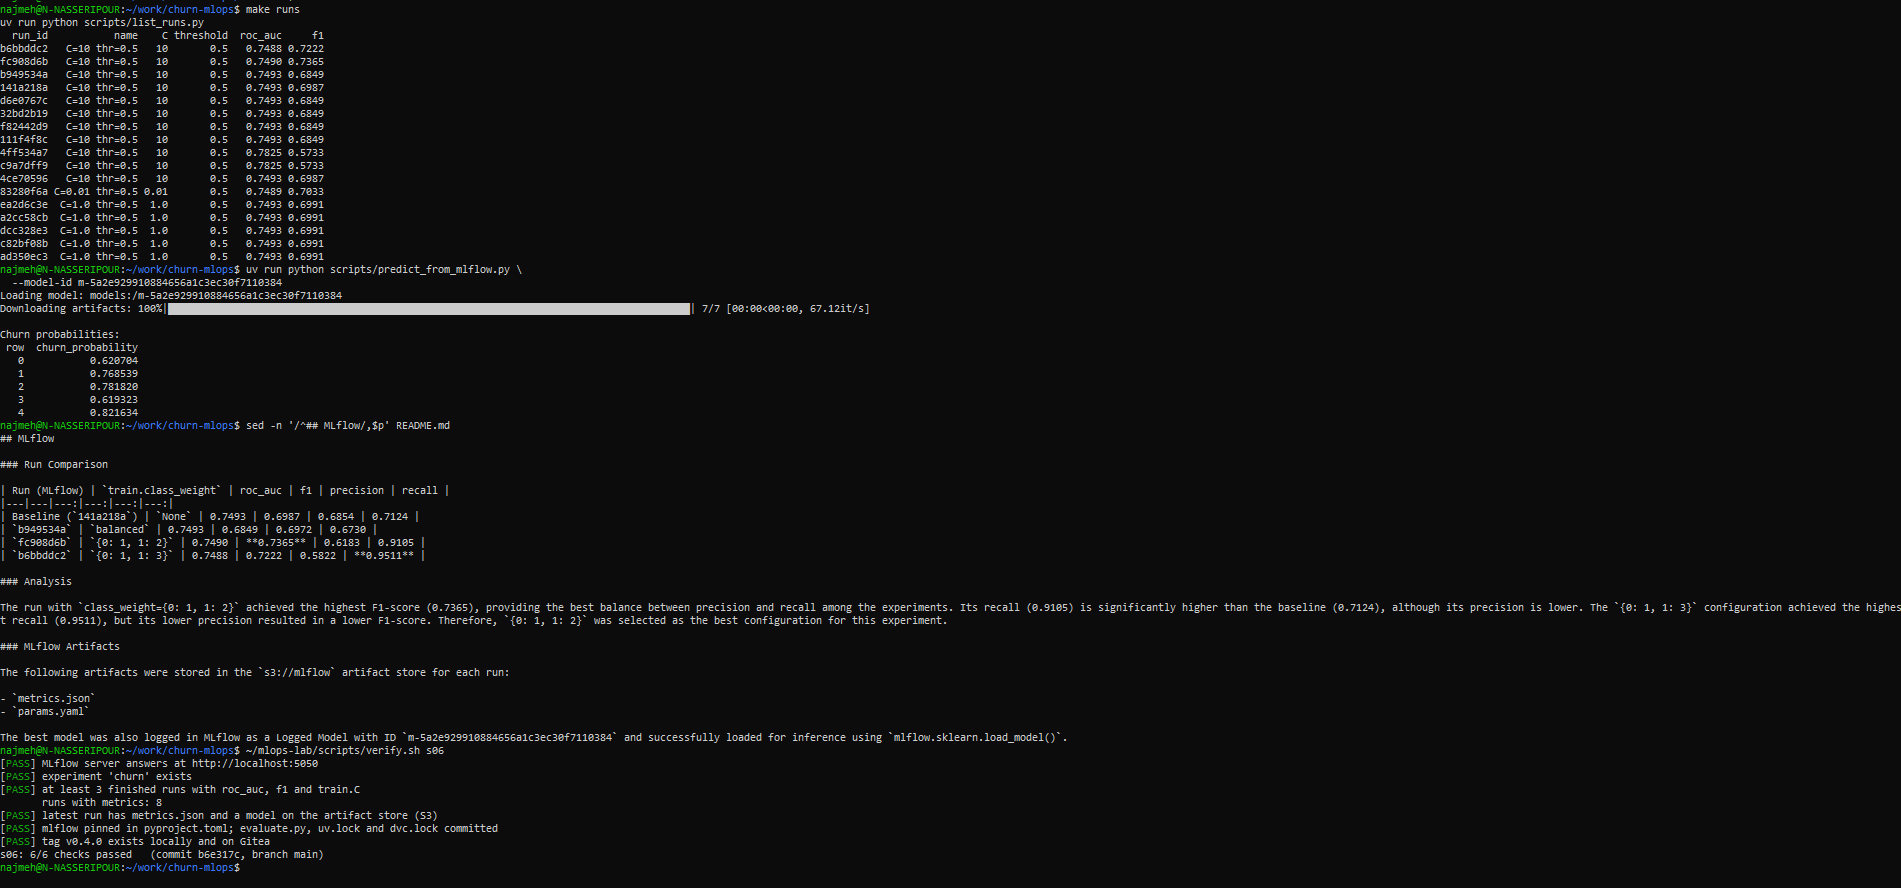 najmeh@N-NASSERIPOUR:~/work/churn-mlops$ make runs
uv run python scripts/list_runs.py
  run_id           name    C threshold  roc_auc     f1
b6bbddc2   C=10 thr=0.5   10       0.5   0.7488 0.7222
fc908d6b   C=10 thr=0.5   10       0.5   0.7490 0.7365
b949534a   C=10 thr=0.5   10       0.5   0.7493 0.6849
141a218a   C=10 thr=0.5   10       0.5   0.7493 0.6987
d6e0767c   C=10 thr=0.5   10       0.5   0.7493 0.6849
32bd2b19   C=10 thr=0.5   10       0.5   0.7493 0.6849
f82442d9   C=10 thr=0.5   10       0.5   0.7493 0.6849
111f4f8c   C=10 thr=0.5   10       0.5   0.7493 0.6849
4ff534a7   C=10 thr=0.5   10       0.5   0.7825 0.5733
c9a7dff9   C=10 thr=0.5   10       0.5   0.7825 0.5733
4ce70596   C=10 thr=0.5   10       0.5   0.7493 0.6987
83280f6a C=0.01 thr=0.5 0.01       0.5   0.7489 0.7033
ea2d6c3e  C=1.0 thr=0.5  1.0       0.5   0.7493 0.6991
a2cc58cb  C=1.0 thr=0.5  1.0       0.5   0.7493 0.6991
dcc328e3  C=1.0 thr=0.5  1.0       0.5   0.7493 0.6991
c82bf08b  C=1.0 thr=0.5  1.0       0.5   0.7493 0.6991
ad350ec3  C=1.0 thr=0.5  1.0       0.5   0.7493 0.6991
najmeh@N-NASSERIPOUR:~/work/churn-mlops$ uv run python scripts/predict_from_mlflow.py \
  --model-id m-5a2e929910884656a1c3ec30f7110384
Loading model: models:/m-5a2e929910884656a1c3ec30f7110384
Downloading artifacts: 100%| | 7/7 [00:00<00:00, 67.12it/s]
Churn probabilities:
 row  churn_probability
   0           0.620704
   1           0.768539
   2           0.781820
   3           0.619323
   4           0.821634
najmeh@N-NASSERIPOUR:~/work/churn-mlops$ sed -n '/^## MLflow/,$p' README.md
## MLflow
### Run Comparison
| Run (MLflow) | `train.class_weight` | roc_auc | f1 | precision | recall |
|---|---|---:|---:|---:|---:|
| Baseline (`141a218a`) | `None` | 0.7493 | 0.6987 | 0.6854 | 0.7124 |
| `b949534a` | `balanced` | 0.7493 | 0.6849 | 0.6972 | 0.6730 |
| `fc908d6b` | `{0: 1, 1: 2}` | 0.7490 | **0.7365** | 0.6183 | 0.9105 |
| `b6bbddc2` | `{0: 1, 1: 3}` | 0.7488 | 0.7222 | 0.5822 | **0.9511** |
### Analysis
The run with `class_weight={0: 1, 1: 2}` achieved the highest F1-score (0.7365), providing the best balance between precision and recall among the experiments. Its recall (0.9105) is significantly higher than the baseline (0.7124), although its precision is lower. The `{0: 1, 1: 3}` configuration achieved the highes
t recall (0.9511), but its lower precision resulted in a lower F1-score. Therefore, `{0: 1, 1: 2}` was selected as the best configuration for this experiment.
### MLflow Artifacts
The following artifacts were stored in the `s3://mlflow` artifact store for each run:
- `metrics.json`
- `params.yaml`
The best model was also logged in MLflow as a Logged Model with ID `m-5a2e929910884656a1c3ec30f7110384` and successfully loaded for inference using `mlflow.sklearn.load_model()`.
najmeh@N-NASSERIPOUR:~/work/churn-mlops$ ~/mlops-lab/scripts/verify.sh s06
[PASS] MLflow server answers at http://localhost:5050
[PASS] experiment 'churn' exists
[PASS] at least 3 finished runs with roc_auc, f1 and train.C
       runs with metrics: 8
[PASS] latest run has metrics.json and a model on the artifact store (S3)
[PASS] mlflow pinned in pyproject.toml; evaluate.py, uv.lock and dvc.lock committed
[PASS] tag v0.4.0 exists locally and on Gitea
s06: 6/6 checks passed   (commit b6e317c, branch main)
najmeh@N-NASSERIPOUR:~/work/churn-mlops$